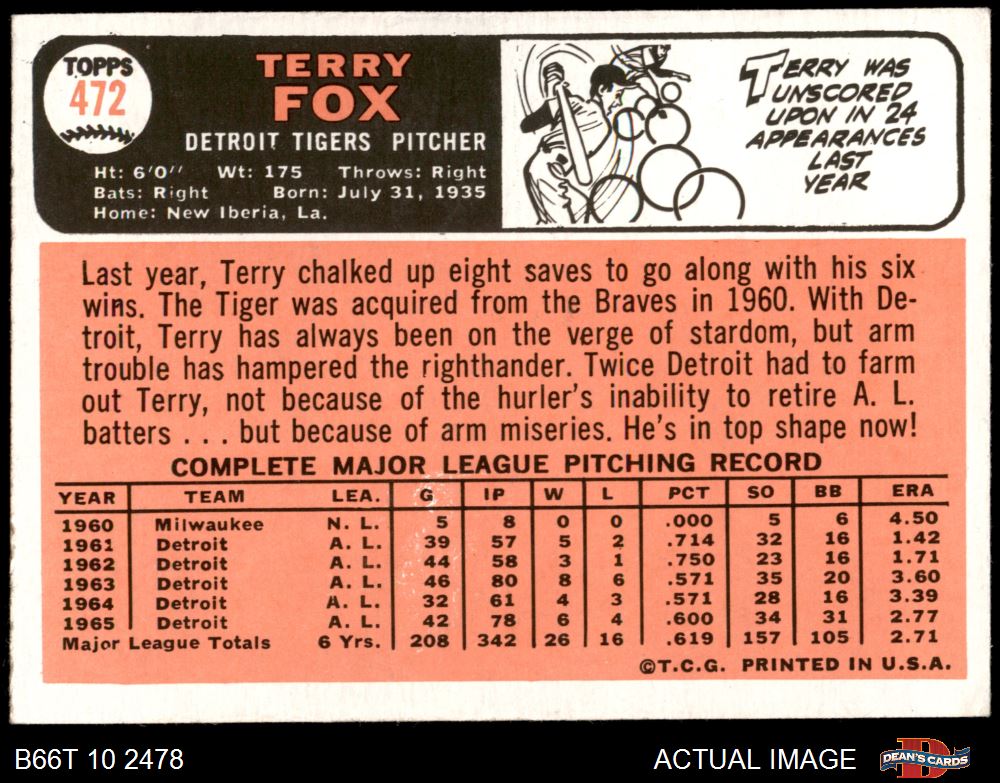 TOPPS
472
TERRY
FOX
DETROIT TIGERS PITCHER
Ht: 6'0" Wt: 175 Throws: Right
Bats: Right Born: July 31, 1935
Home: New Iberia, La.
TERRY WAS
UNSCORED
UPON IN 24
APPEARANCES
LAST
YEAR
Last year, Terry chalked up eight saves to go along with his six
wins. The Tiger was acquired from the Braves in 1960. With De-
troit, Terry has always been on the verge of stardom, but arm
trouble has hampered the righthander. Twice Detroit had to farm
out Terry, not because of the hurler's inability to retire A. L.
batters . . . but because of arm miseries. He's in top shape now!
COMPLETE MAJOR LEAGUE PITCHING RECORD
YEAR TEAM LEA. G IP W L PCT SO BB ERA
1960 Milwaukee N. L. 5 8 0 0 .000 5 6 4.50
1961 Detroit A. L. 39 57 5 2 .714 32 16 1.42
1962 Detroit A. L. 44 58 3 1 .750 23 16 1.71
1963 Detroit A. L. 46 80 8 6 .571 35 20 3.60
1964 Detroit A. L. 32 61 4 3 .571 28 16 3.39
1965 Detroit A. L. 42 78 6 4 .600 34 31 2.77
Major League Totals 6 Yrs. 208 342 26 16 .619 157 105 2.71
©T.C.G. PRINTED IN U.S.A.
B66T 10 2478 ACTUAL IMAGE DEAN'S CARDS